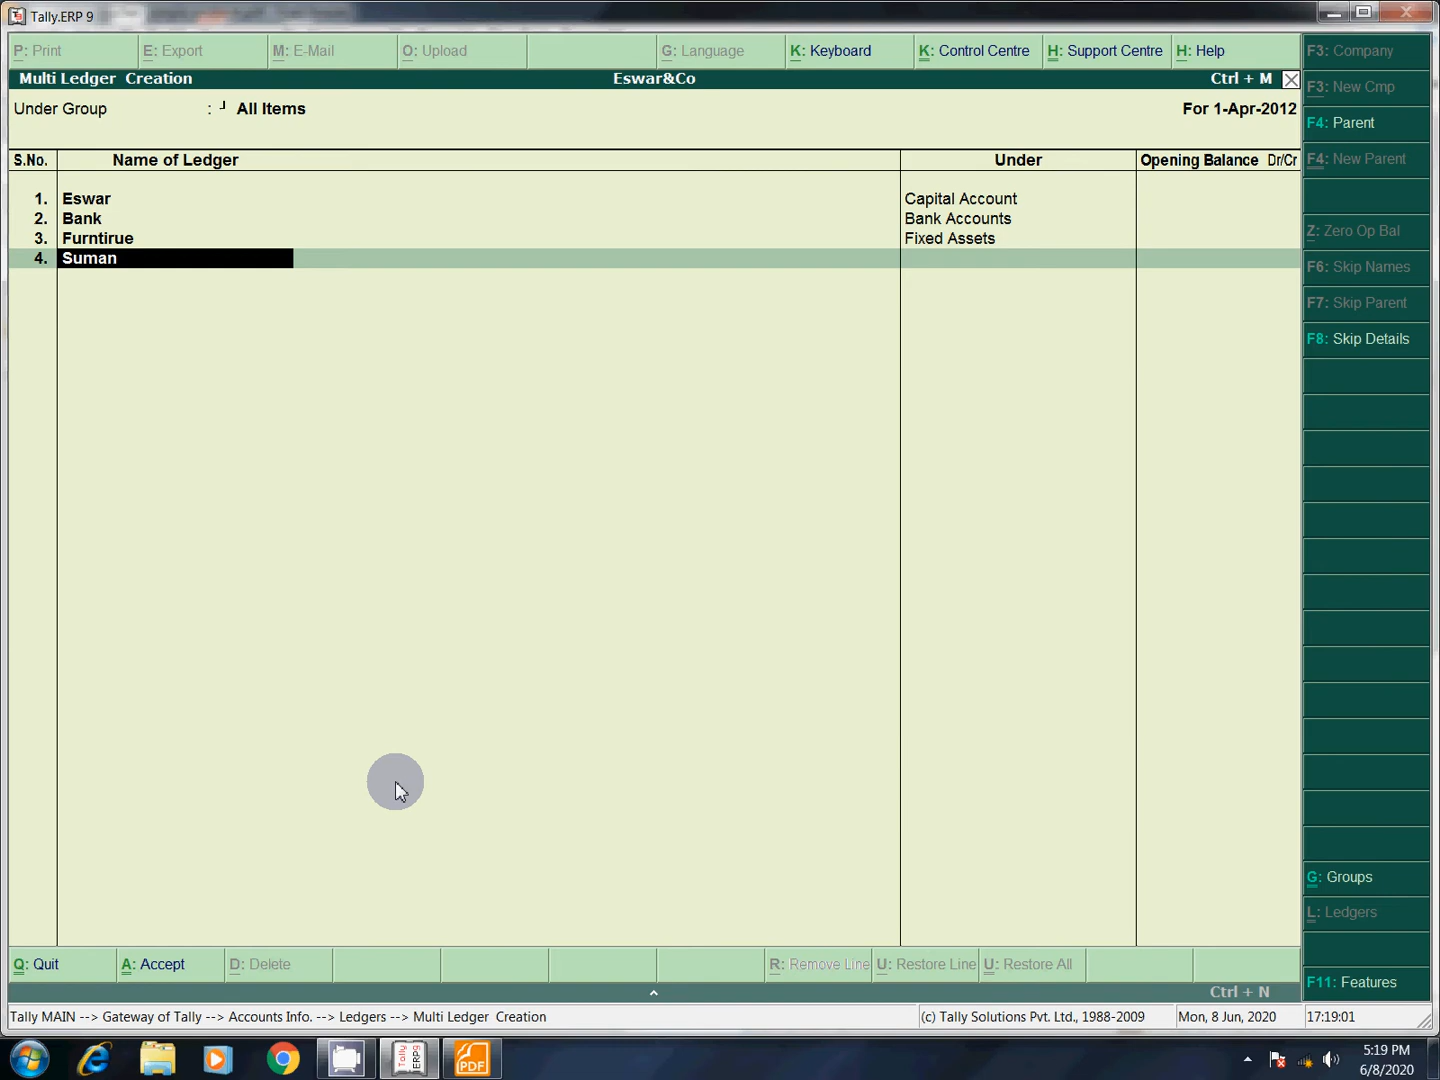 Tally.ERP 9
P: Print E: Export M: E-Mail O: Upload G: Language K: Keyboard K: Control Centre H: Support Centre H: Help
Multi Ledger Creation Eswar&Co Ctrl + M
Under Group : ┘ All Items For 1-Apr-2012
S.No. Name of Ledger Under Opening Balance Dr/Cr
1. Eswar Capital Account
2. Bank Bank Accounts
3. Furntirue Fixed Assets
4. Suman
F3: Company
F3: New Cmp
F4: Parent
F4: New Parent
Z: Zero Op Bal
F6: Skip Names
F7: Skip Parent
F8: Skip Details
G: Groups
L: Ledgers
F11: Features
Q: Quit A: Accept D: Delete R: Remove Line U: Restore Line U: Restore All
Ctrl + N
Tally MAIN --> Gateway of Tally --> Accounts Info. --> Ledgers --> Multi Ledger Creation (c) Tally Solutions Pvt. Ltd., 1988-2009 Mon, 8 Jun, 2020 17:19:01
Tally ERP9
PDF
5:19 PM
6/8/2020